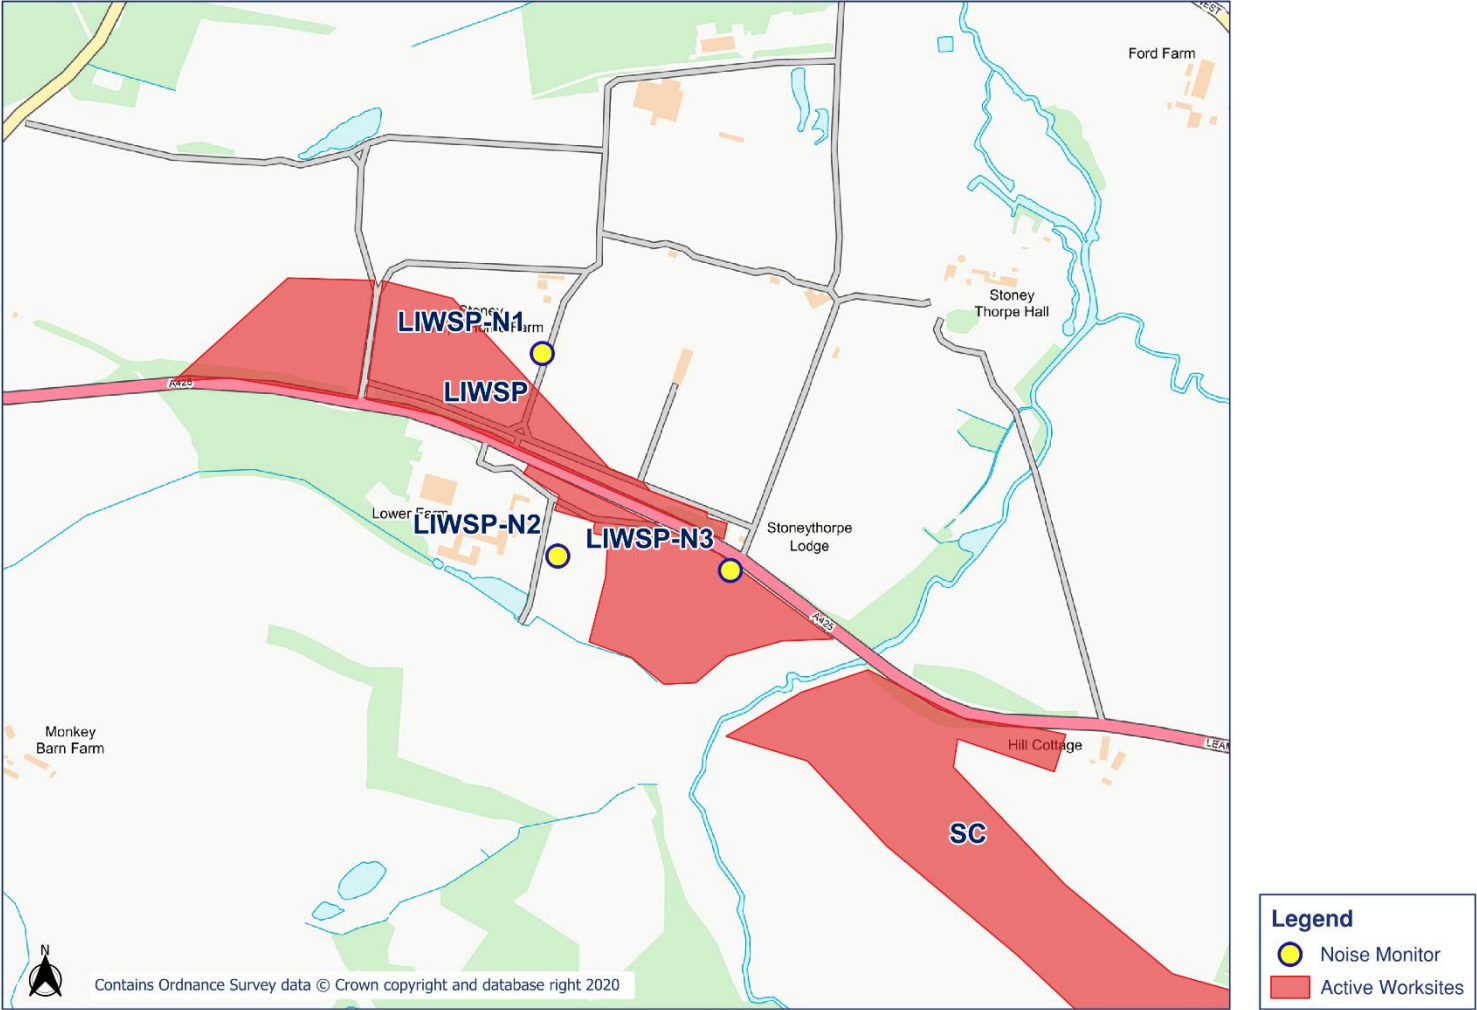 Ford Farm
Stoney
Thorpe Hall
LIWSP-N1
Farm
LIWSP
A425
Lower Farm
LIWSP-N2
LIWSP-N3
Stoneythorpe
Lodge
A425
Monkey
Barn Farm
Hill Cottage
LEAM
SC
N
Contains Ordnance Survey data © Crown copyright and database right 2020
Legend
Noise Monitor
Active Worksites